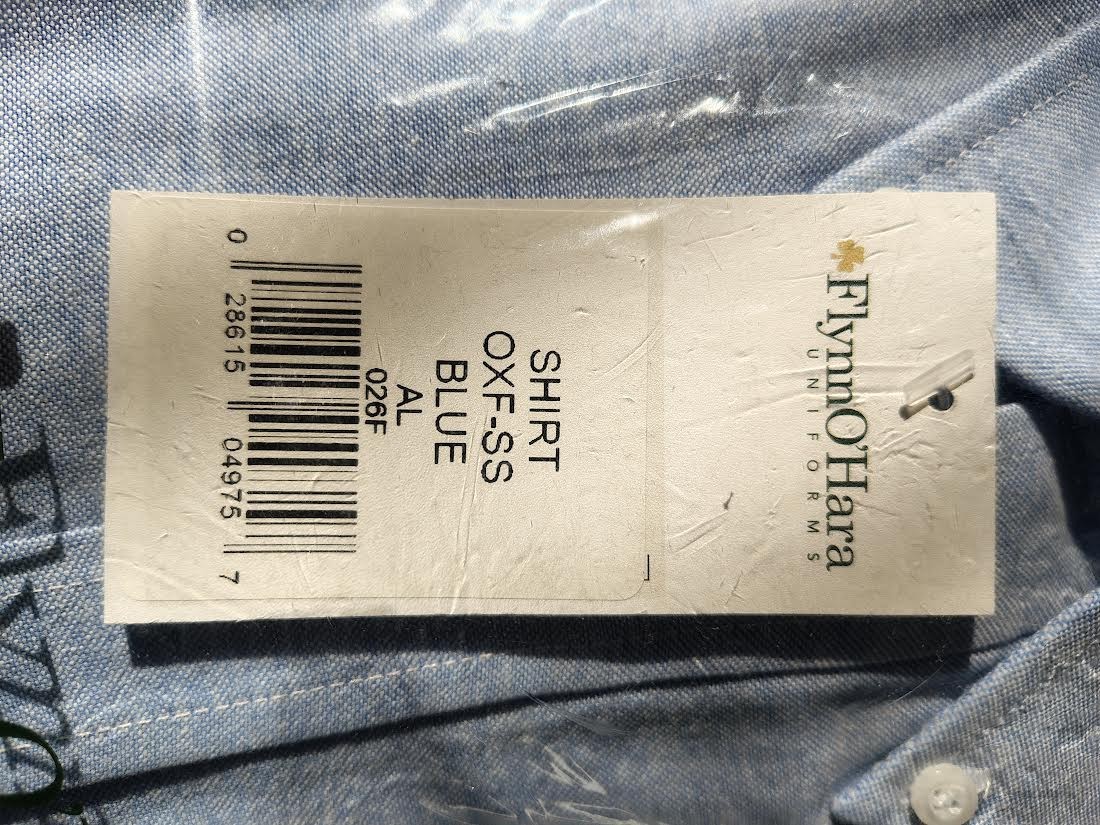 FlynnO'Hara
UNIFORMS
SHIRT
OXF-SS
BLUE
AL
026F
0 28615 04975 7